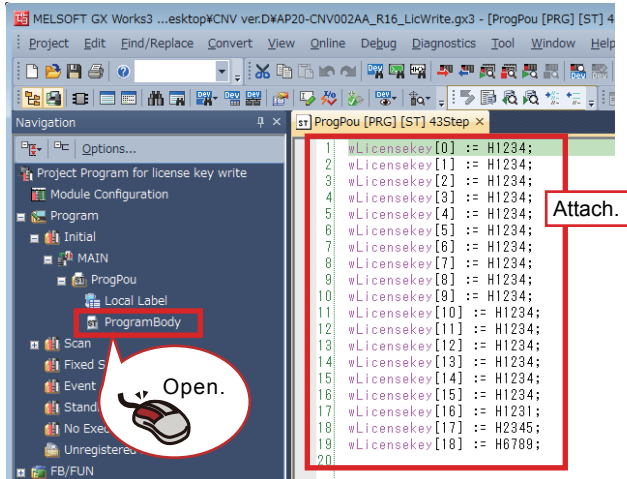 MELSOFT GX Works3 ...esktop¥CNV ver.D¥AP20-CNV002AA_R16_LicWrite.gx3 - [ProgPou [PRG] [ST] 4
Project Edit Find/Replace Convert View Online Debug Diagnostics Tool Window Help
Navigation
ProgPou [PRG] [ST] 43Step
Options...
Project Program for license key write
Module Configuration
Program
Initial
MAIN
ProgPou
Local Label
ProgramBody
Scan
Fixed S
Event
Stand
No Exec
Unregistere
FB/FUN
Open.
1 wLicensekey[0] := H1234;
2 wLicensekey[1] := H1234;
3 wLicensekey[2] := H1234;
4 wLicensekey[3] := H1234;
5 wLicensekey[4] := H1234;
6 wLicensekey[5] := H1234;
7 wLicensekey[6] := H1234;
8 wLicensekey[7] := H1234;
9 wLicensekey[8] := H1234;
10 wLicensekey[9] := H1234;
11 wLicensekey[10] := H1234;
12 wLicensekey[11] := H1234;
13 wLicensekey[12] := H1234;
14 wLicensekey[13] := H1234;
15 wLicensekey[14] := H1234;
16 wLicensekey[15] := H1234;
17 wLicensekey[16] := H1231;
18 wLicensekey[17] := H2345;
19 wLicensekey[18] := H6789;
20
Attach.